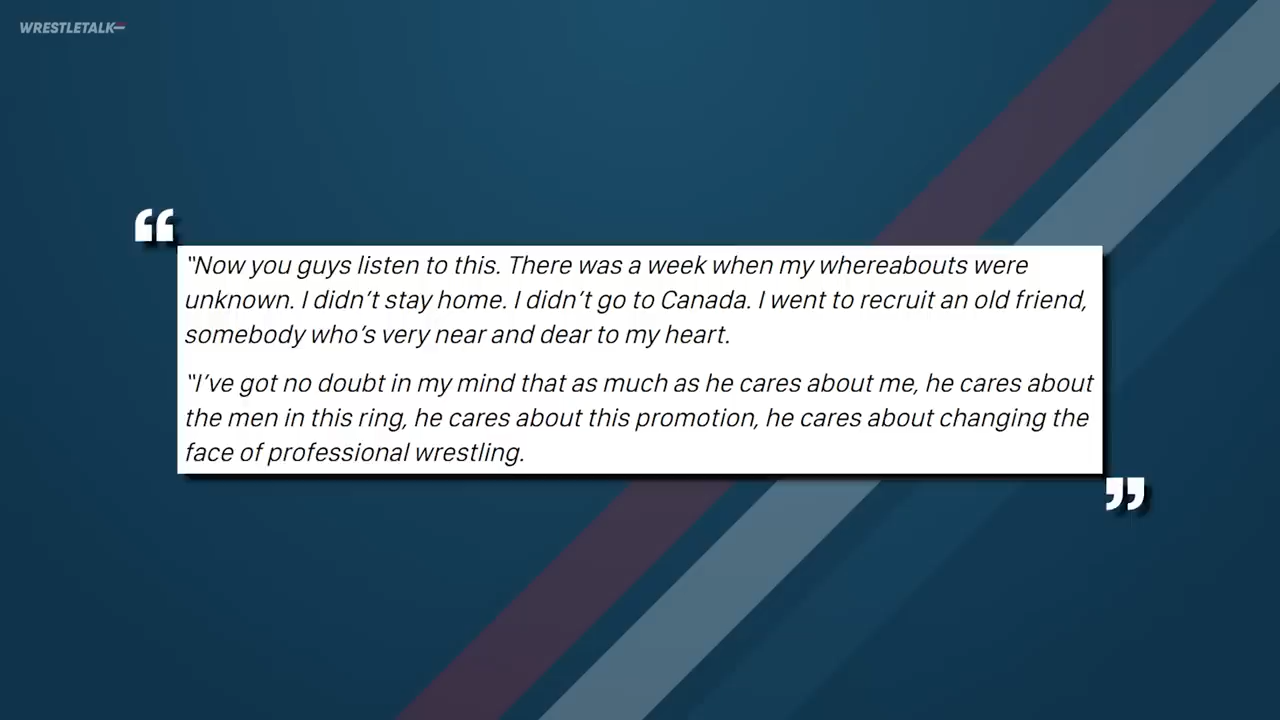 WRESTLETALK
“
“Now you guys listen to this. There was a week when my whereabouts were
unknown. I didn’t stay home. I didn’t go to Canada. I went to recruit an old friend,
somebody who’s very near and dear to my heart.
“I’ve got no doubt in my mind that as much as he cares about me, he cares about
the men in this ring, he cares about this promotion, he cares about changing the
face of professional wrestling.
”